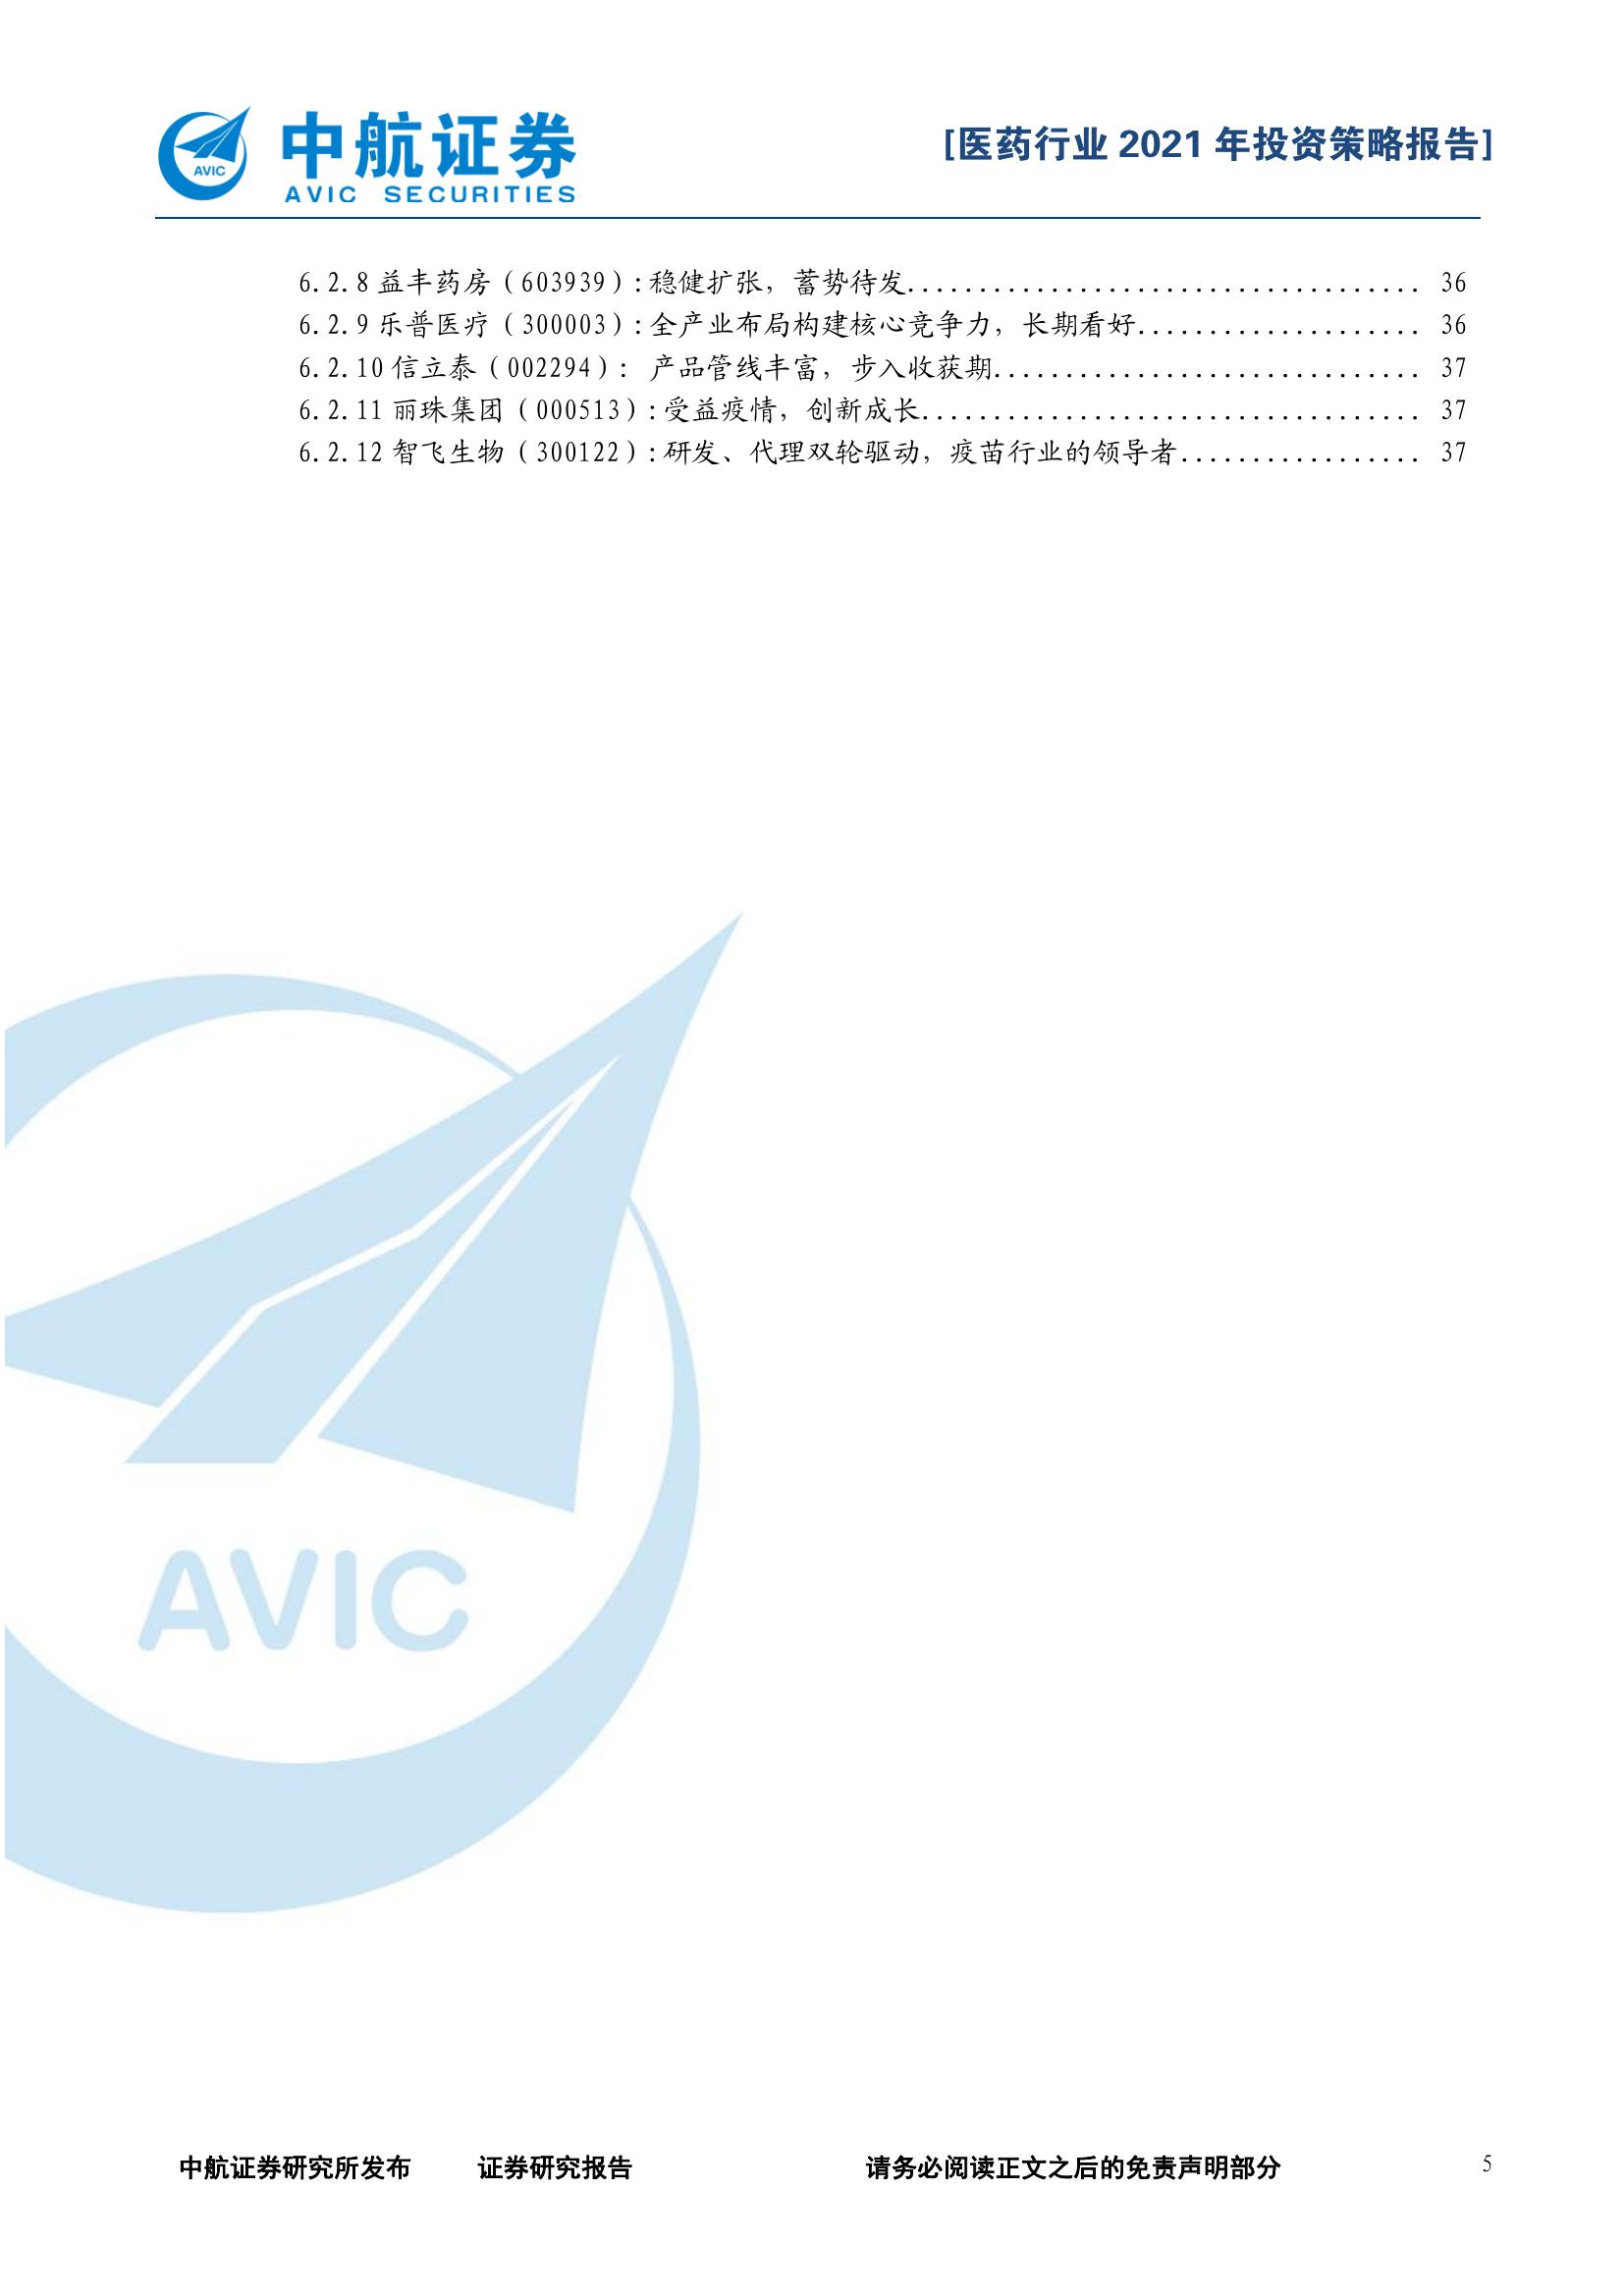 中航证券
AVIC SECURITIES
AVIC
[医药行业 2021 年投资策略报告]
6.2.8 益丰药房（603939）:稳健扩张，蓄势待发.................................... 36
6.2.9 乐普医疗（300003）:全产业布局构建核心竞争力，长期看好.................... 36
6.2.10 信立泰（002294）: 产品管线丰富，步入收获期.............................. 37
6.2.11 丽珠集团（000513）:受益疫情，创新成长................................... 37
6.2.12 智飞生物（300122）:研发、代理双轮驱动，疫苗行业的领导者................. 37
AVIC
中航证券研究所发布 证券研究报告 请务必阅读正文之后的免责声明部分 5